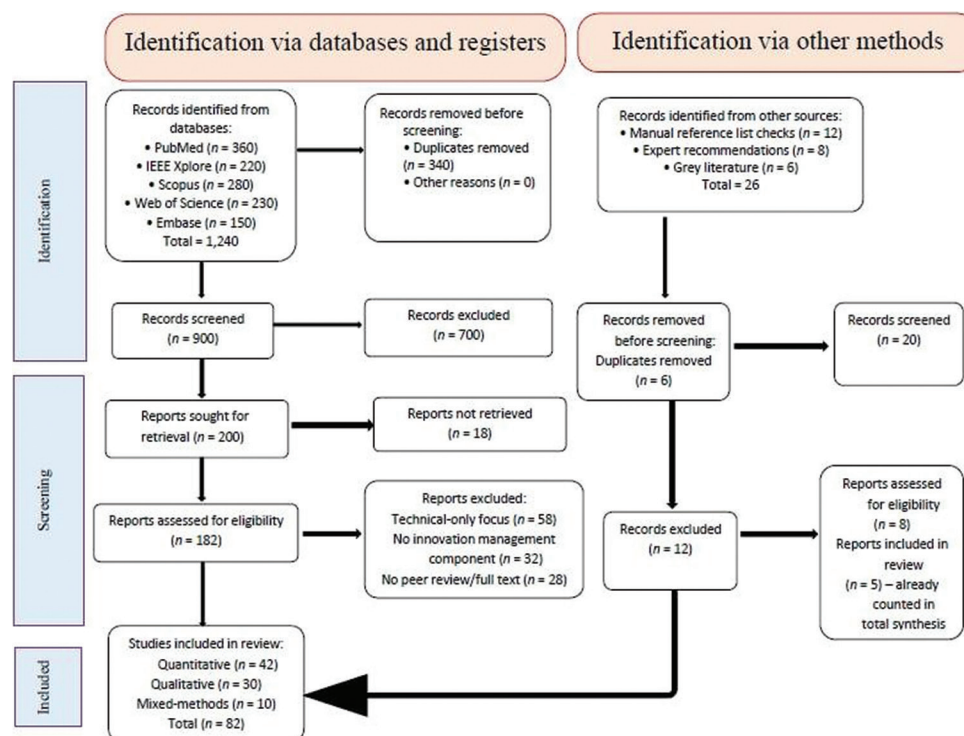 Identification via databases and registers
Identification via other methods
Identification
Records identified from
databases:
• PubMed (n = 360)
• IEEE Xplore (n = 220)
• Scopus (n = 280)
• Web of Science (n = 230)
• Embase (n = 150)
Total = 1,240
Records removed before
screening:
• Duplicates removed
(n = 340)
• Other reasons (n = 0)
Records identified from other sources:
• Manual reference list checks (n = 12)
• Expert recommendations (n = 8)
• Grey literature (n = 6)
Total = 26
Records screened
(n = 900)
Records excluded
(n = 700)
Records removed
before screening:
Duplicates removed
(n = 6)
Records screened
(n = 20)
Screening
Reports sought for
retrieval (n = 200)
Reports not retrieved
(n = 18)
Reports assessed for eligibility
(n = 182)
Reports excluded:
Technical-only focus (n = 58)
No innovation management
component (n = 32)
No peer review/full text (n = 28)
Records excluded
(n = 12)
Reports assessed
for eligibility
(n = 8)
Reports included in
review
(n = 5) – already
counted in
total synthesis
Included
Studies included in review:
Quantitative (n = 42)
Qualitative (n = 30)
Mixed-methods (n = 10)
Total (n = 82)